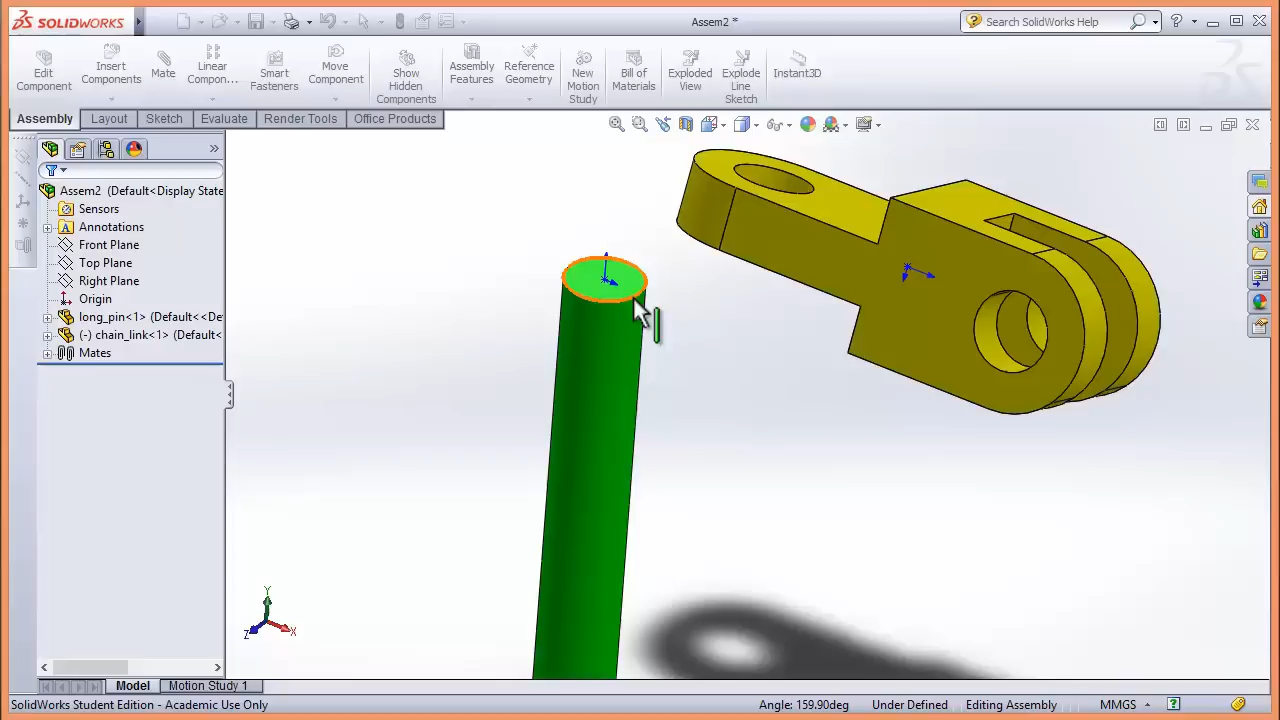 SOLIDWORKS
Assem2 *
Search SolidWorks Help
Edit Component
Insert Components
Mate
Linear Compon...
Smart Fasteners
Move Component
Show Hidden Components
Assembly Features
Reference Geometry
New Motion Study
Bill of Materials
Exploded View
Explode Line Sketch
Instant3D
Assembly Layout Sketch Evaluate Render Tools Office Products
Assem2 (Default<Display State
Sensors
Annotations
Front Plane
Top Plane
Right Plane
Origin
long_pin<1> (Default<<De
(-) chain_link<1> (Default<
Mates
Y
Z
X
Model Motion Study 1
SolidWorks Student Edition - Academic Use Only Angle: 159.90deg Under Defined Editing Assembly MMGS